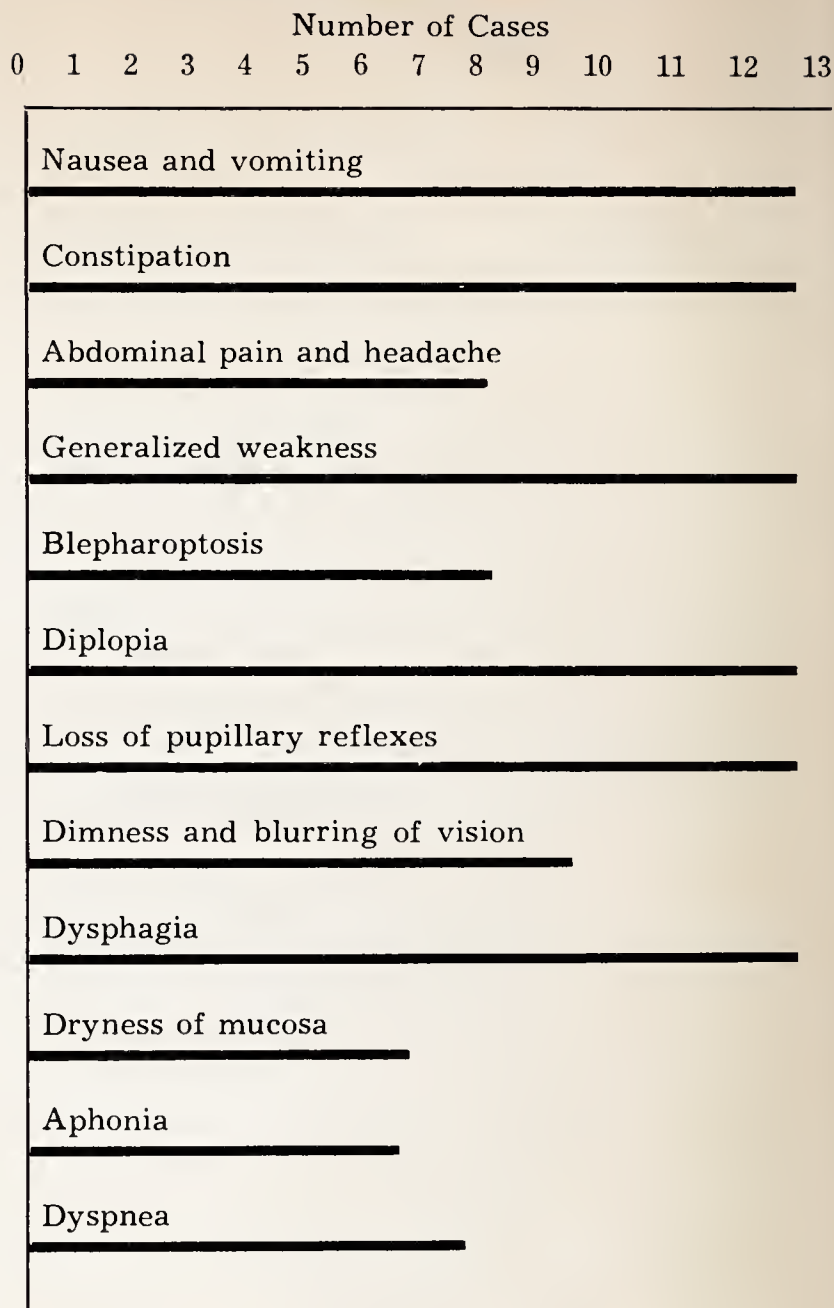 Number of Cases
0 1 2 3 4 5 6 7 8 9 10 11 12 13
Nausea and vomiting
Constipation
Abdominal pain and headache
Generalized weakness
Blepharoptosis
Diplopia
Loss of pupillary reflexes
Dimness and blurring of vision
Dysphagia
Dryness of mucosa
Aphonia
Dyspnea